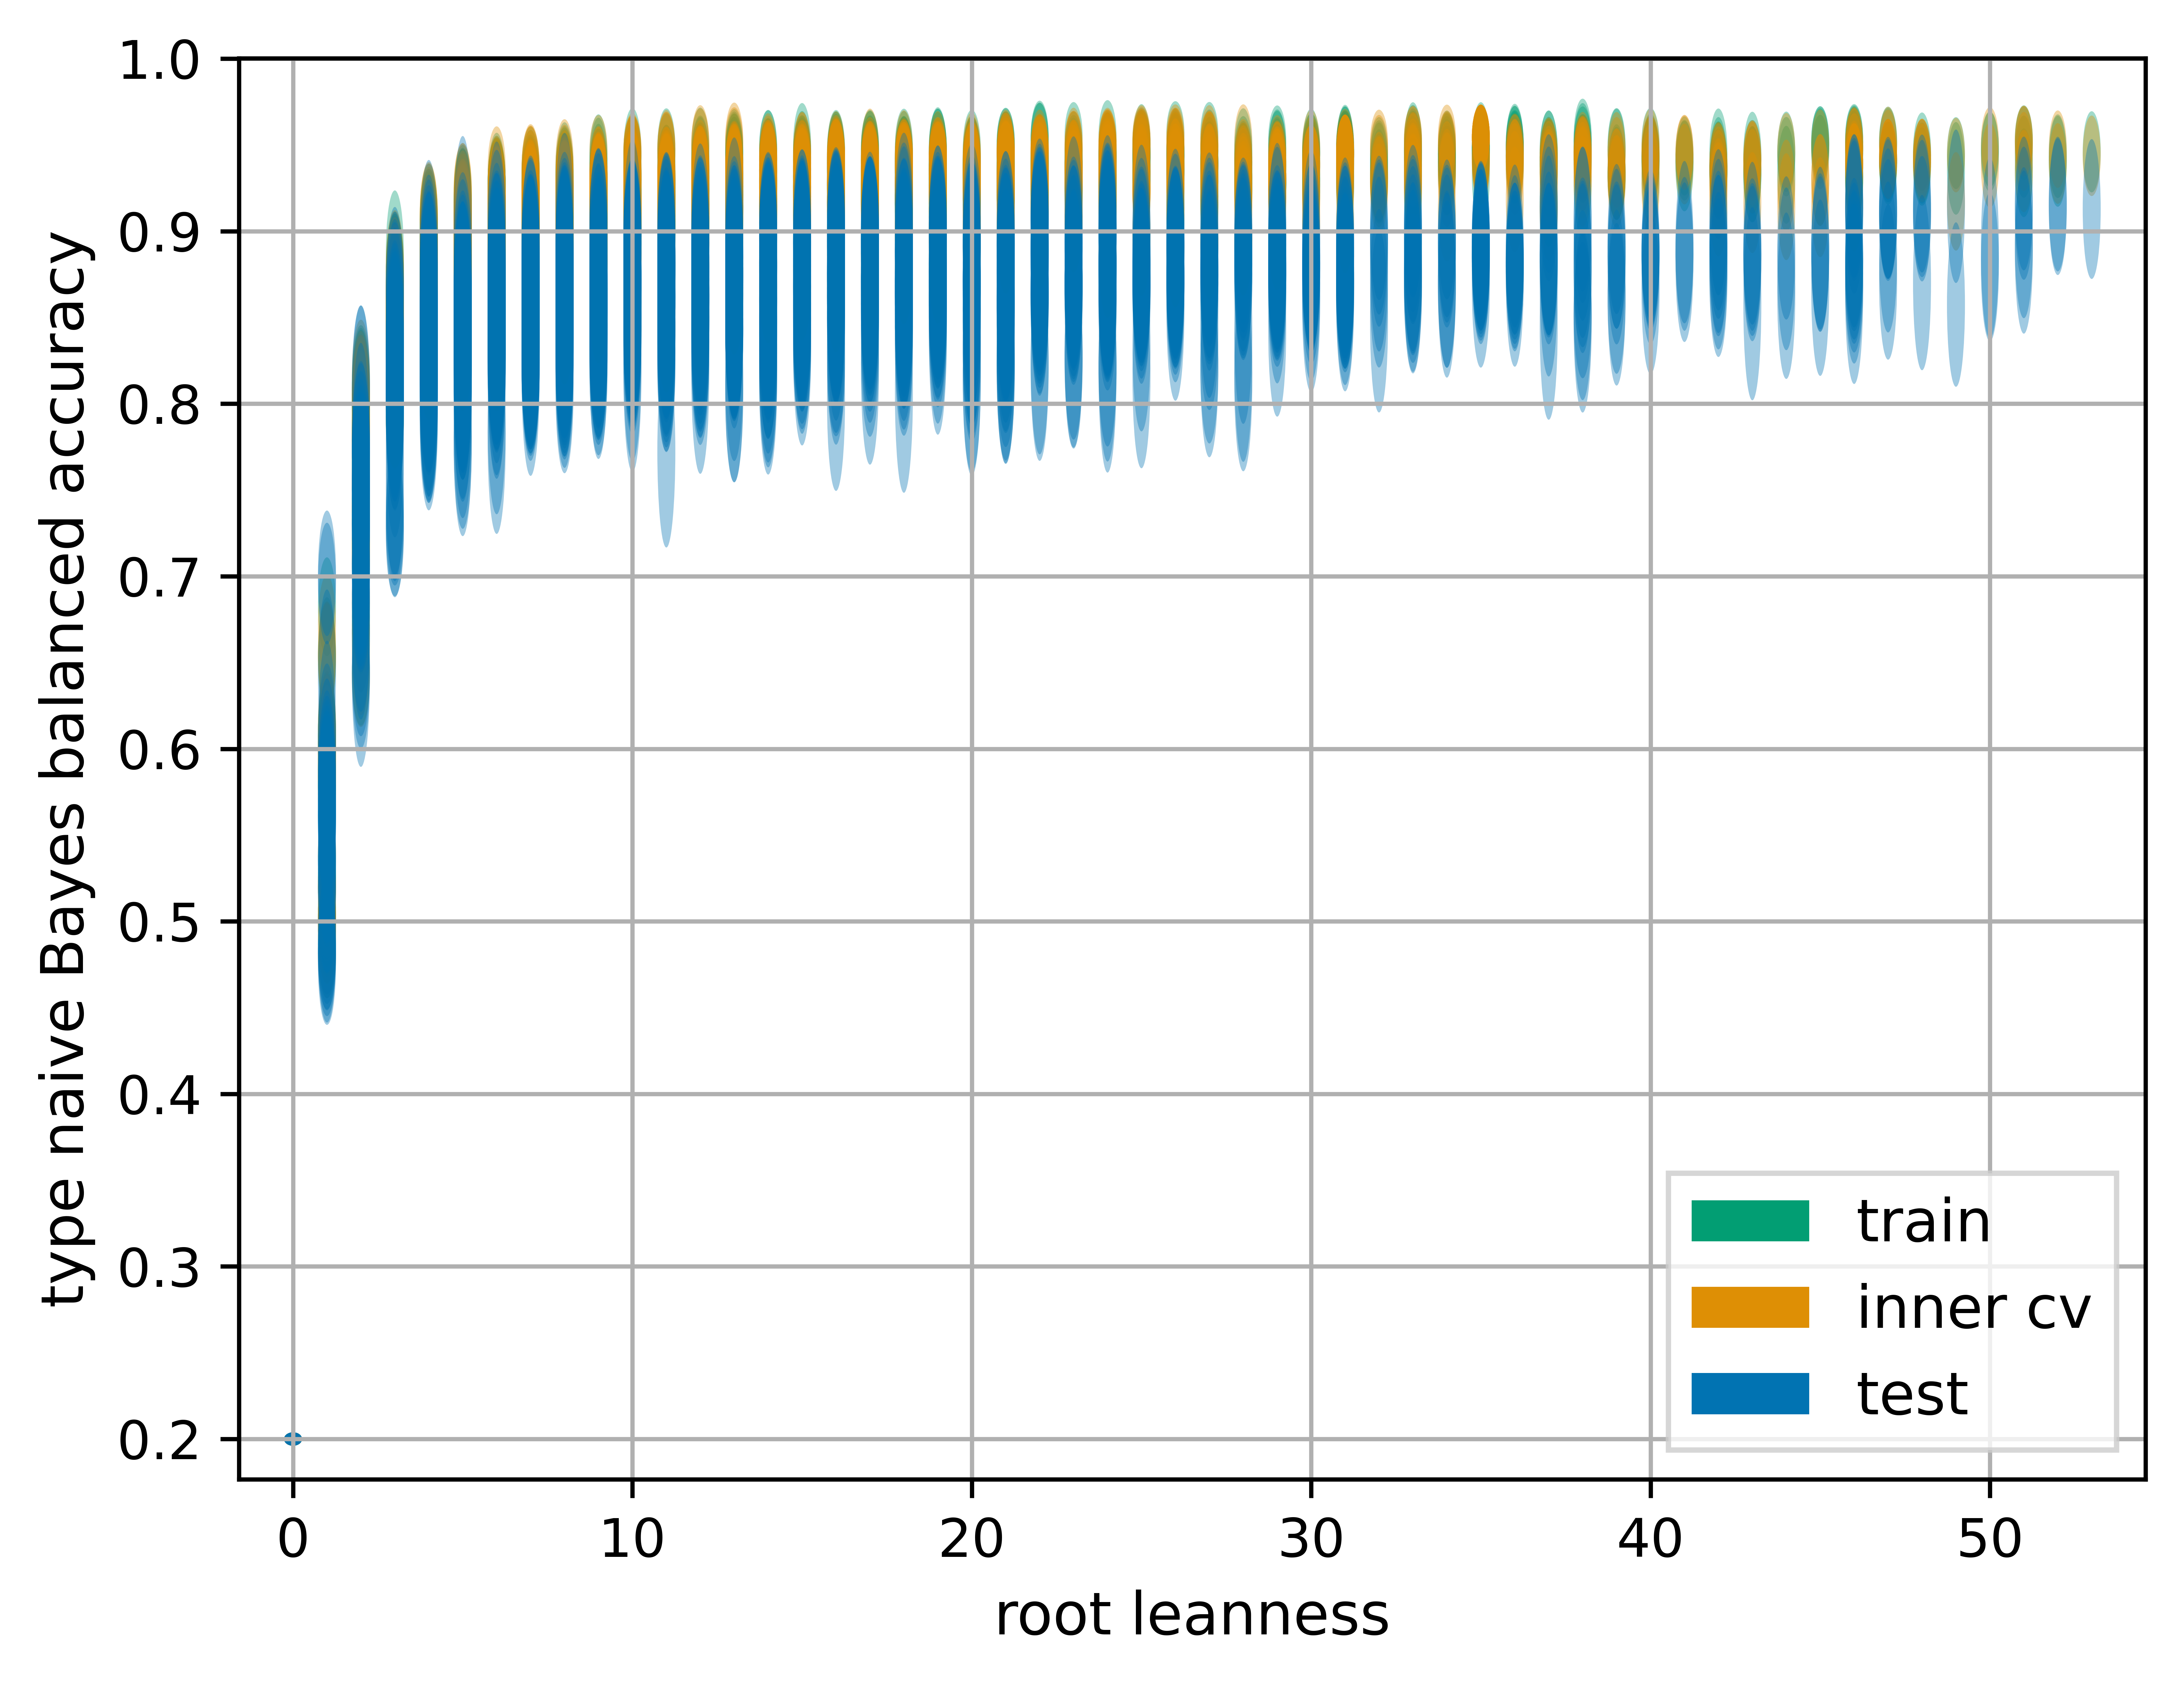 1.0
0.9
0.8
0.7
0.6
0.5
0.4
0.3
0.2
type naive Bayes balanced accuracy
0 10 20 30 40 50
root leanness
train
inner cv
test